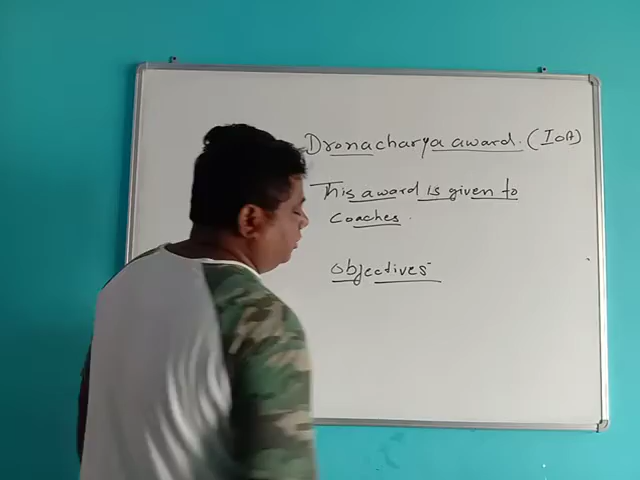 Dronacharya award. (IOA)
This award is given to
Coaches.
Objectives